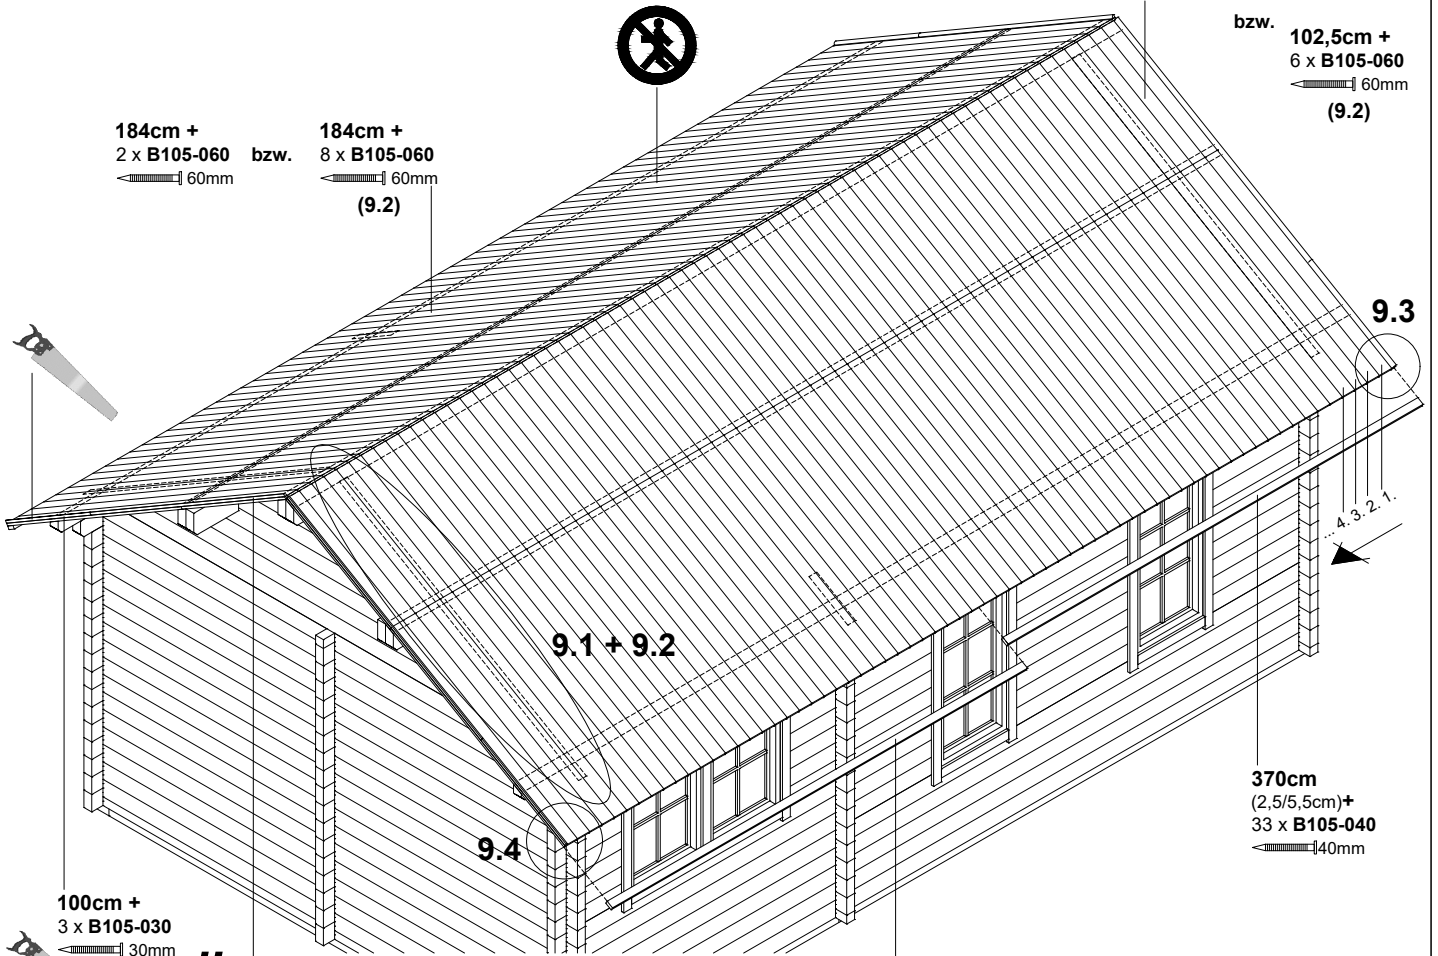 bzw.
102,5cm +
6 x B105-060
60mm
(9.2)
184cm +
2 x B105-060
60mm
bzw.
184cm +
8 x B105-060
60mm
(9.2)
9.3
... 4. 3. 2. 1.
9.1 + 9.2
9.4
370cm
(2,5/5,5cm)+
33 x B105-040
40mm
100cm +
3 x B105-030
30mm